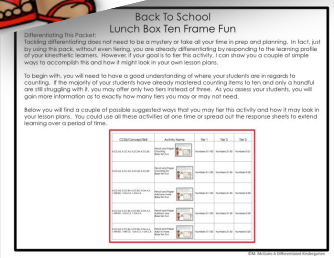 Back To School
Lunch Box Ten Frame Fun
Differentiating This Packet:
Tackling differentiating does not need to be a mystery or take all your time in prep and planning. In fact, just
by using this pack, without even tiering, you are already differentiating by responding to the learning profile
of your kinesthetic learners. However, if your goal is to tier this activity, I can show you a couple of simple
ways to accomplish this and how it might look in your own lesson plans.
To begin with, you will need to have a good understanding of where your students are in regards to
counting. If the majority of your students have already mastered counting items to ten and only a handful
are still struggling with it, you may offer only two tiers instead of three. As you assess your students, you will
gain more information as to exactly how many tiers you may or may not need.
Below you will find a couple of possible suggested ways that you may tier this activity and how it may look in
your lesson plans. You could use all these activities at one time or spread out the response sheets to extend
learning over a period of time.
CCSS/Concept/Skill Activity Name Tier 1 Tier 2 Tier 3